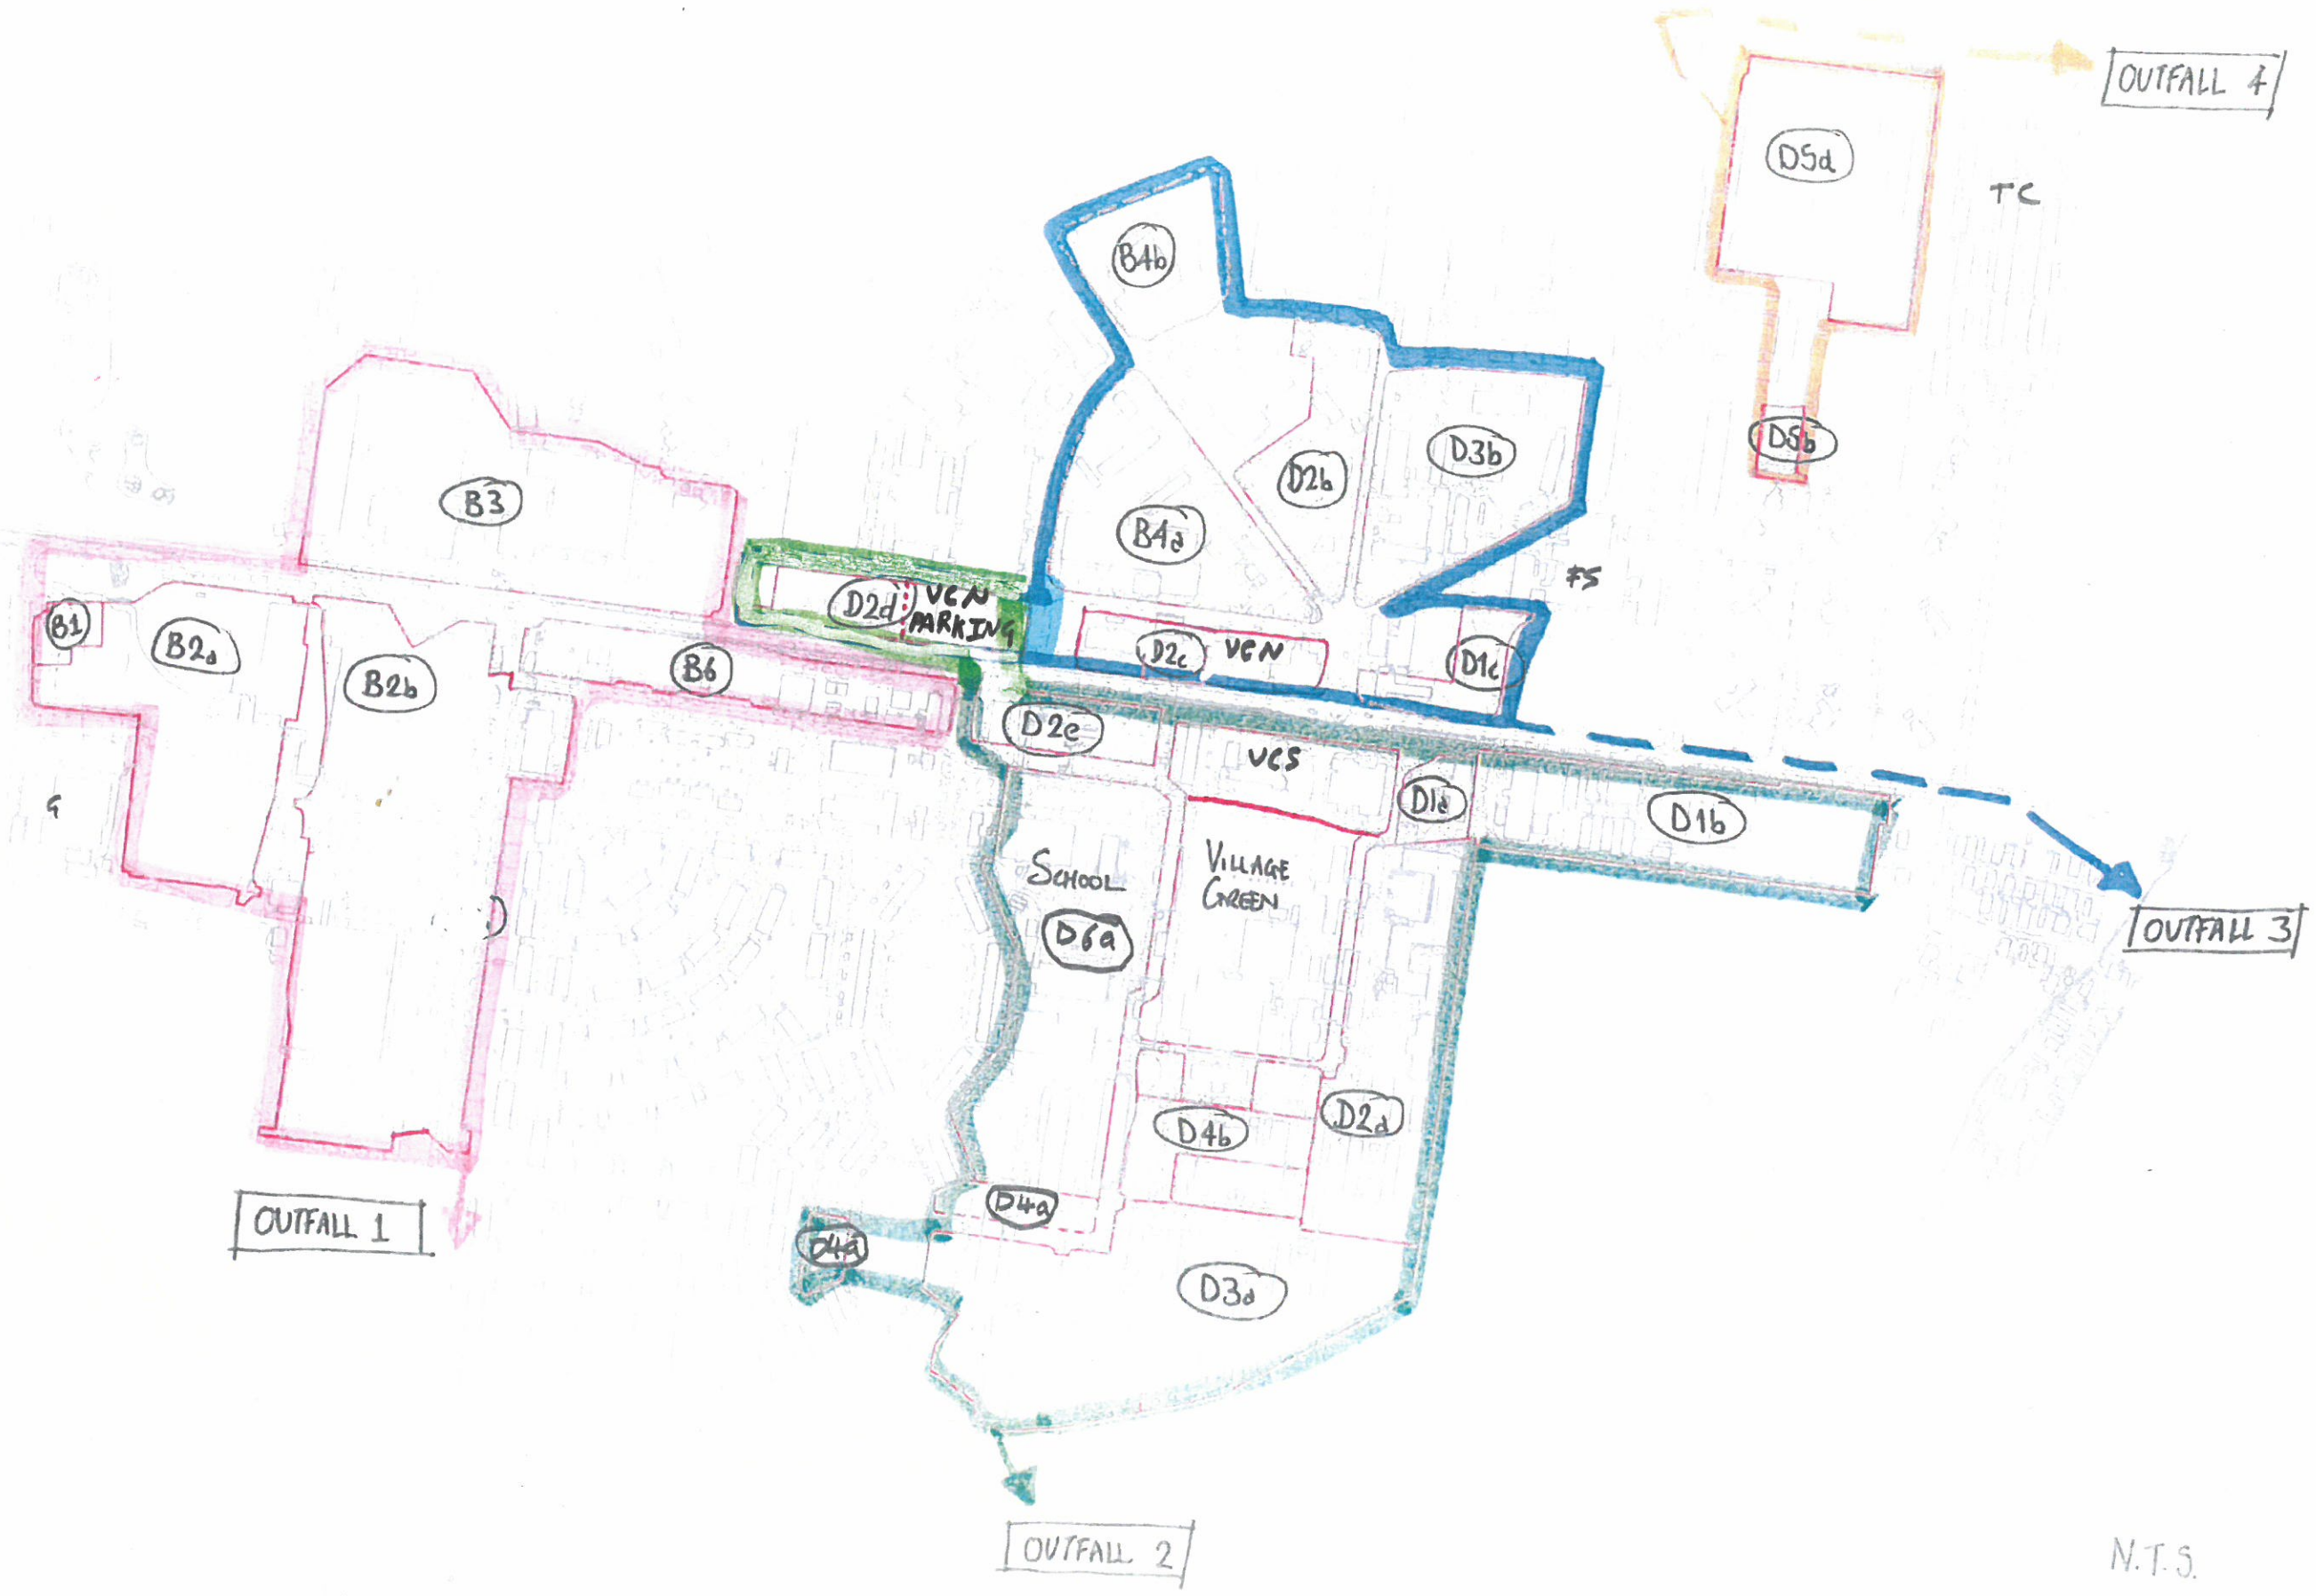 OUTFALL 4
D5a
TC
B4b
D5b
B3
D3b
D2b
B4a
FS
D2d
VCN
PARKING
B1
B2a
B2b
B6
D2c
VCN
D1c
D2e
VCS
D1a
D1b
G
SCHOOL
D6a
VILLAGE
GREEN
OUTFALL 3
D4b
D2a
D4a
D4a
OUTFALL 1
D3a
OUTFALL 2
N.T.S.